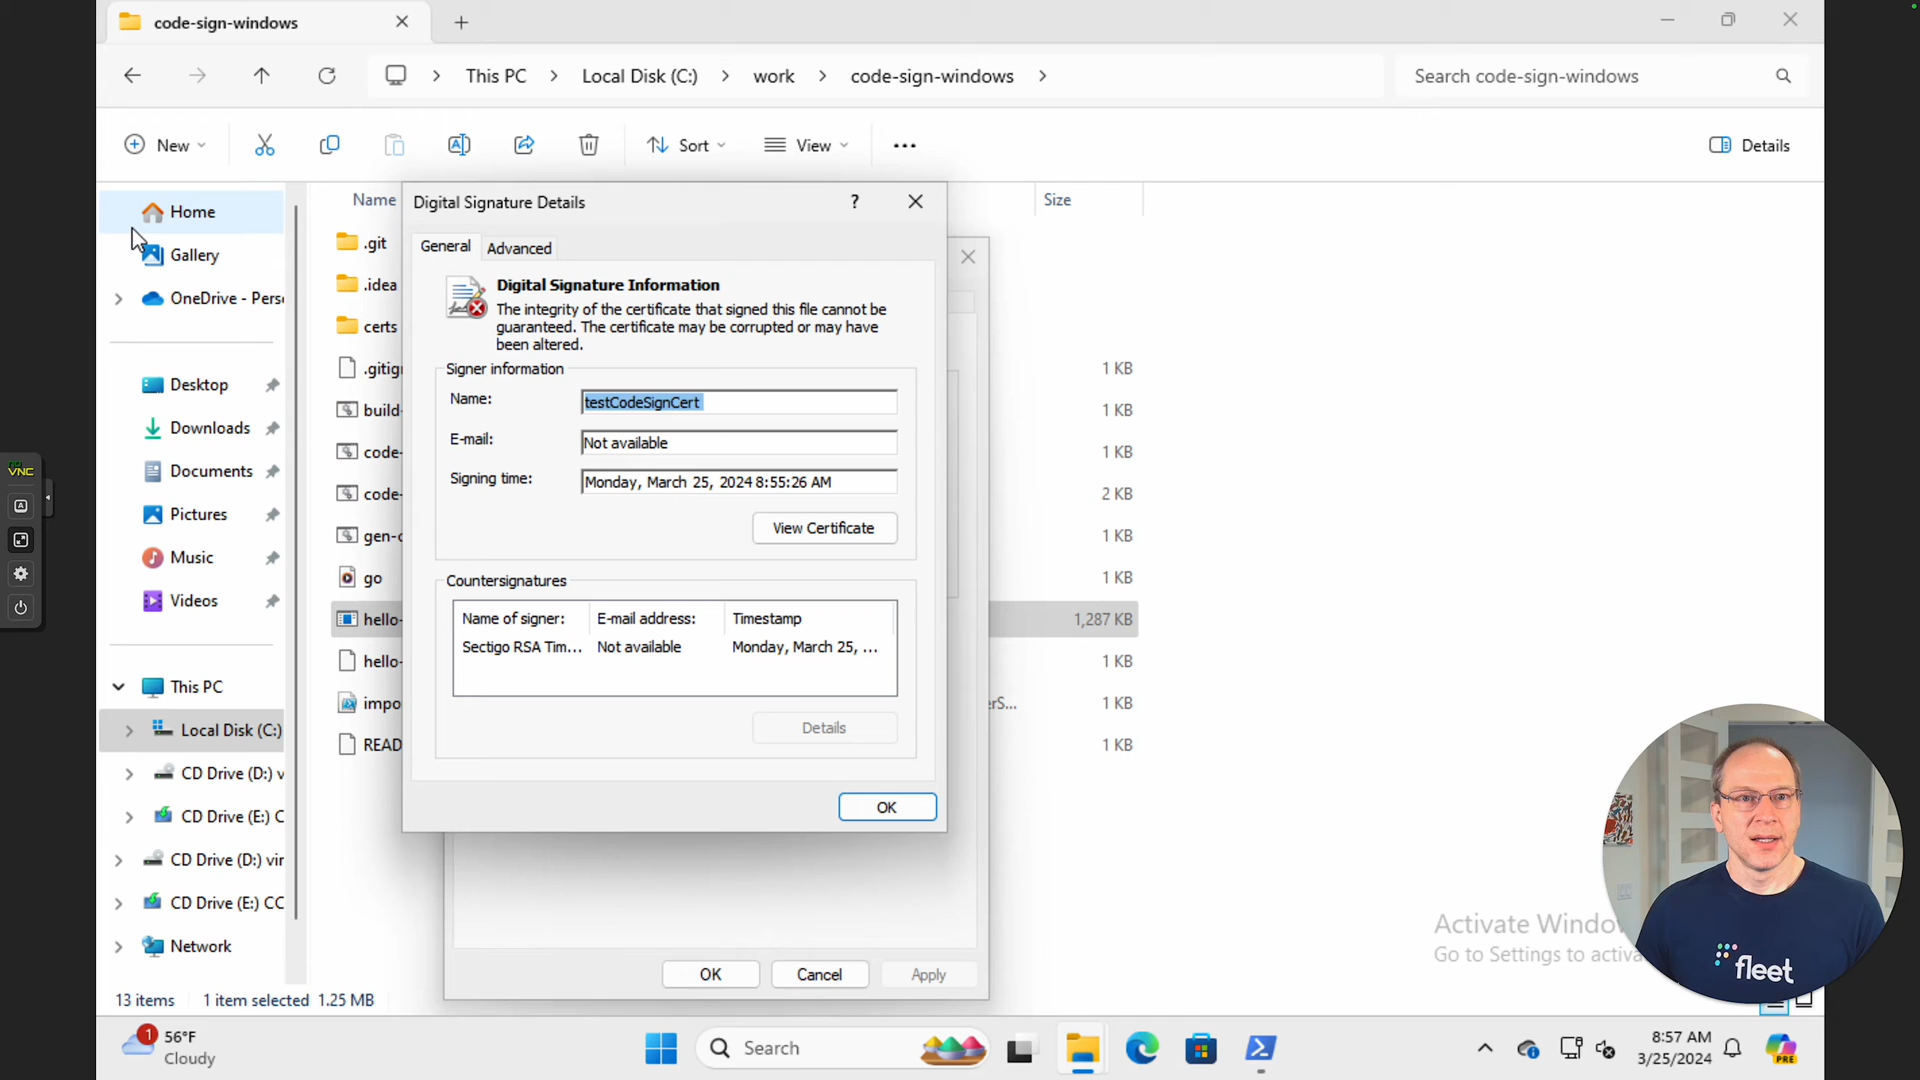 code-sign-windows
This PC
Local Disk (C:)
work
code-sign-windows
Search code-sign-windows
New
Sort
View
Details
Home
Gallery
OneDrive - Pers
Desktop
Downloads
Documents
Pictures
Music
Videos
This PC
Local Disk (C:)
CD Drive (D:) v
CD Drive (E:) C
CD Drive (D:) vir
CD Drive (E:) CC
Network
Name
Size
.git
.idea
certs
.gitig
1 KB
build-
1 KB
code-
1 KB
code-
2 KB
gen-c
1 KB
go
1 KB
hello-
1,287 KB
hello-
1 KB
impo
erS...
1 KB
READ
1 KB
Digital Signature Details
?
General
Advanced
Digital Signature Information
The integrity of the certificate that signed this file cannot be
guaranteed. The certificate may be corrupted or may have
been altered.
Signer information
Name:
testCodeSignCert
E-mail:
Not available
Signing time:
Monday, March 25, 2024 8:55:26 AM
View Certificate
Countersignatures
Name of signer:
E-mail address:
Timestamp
Sectigo RSA Tim...
Not available
Monday, March 25, ...
Details
OK
OK
Cancel
Apply
VNC
A
Activate Windo
Go to Settings to activa
fleet
13 items
1 item selected 1.25 MB
1
56°F
Cloudy
Search
8:57 AM
3/25/2024
PRE